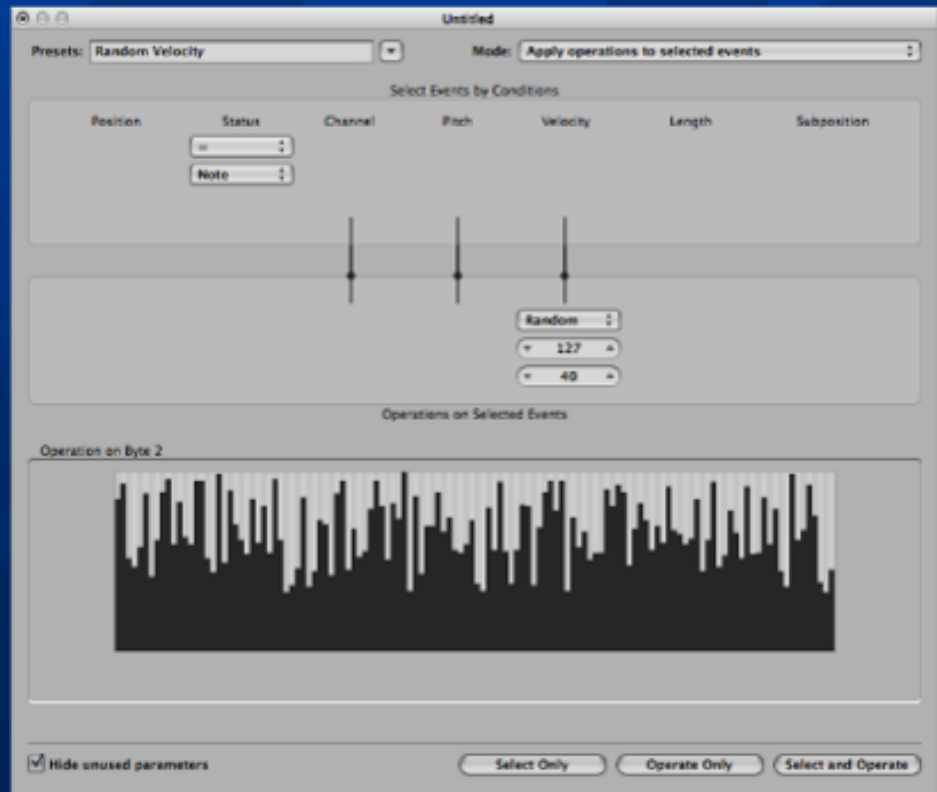 Untitled
Presets: Random Velocity Mode: Apply operations to selected events
Select Events by Conditions
Position Status Channel Pitch Velocity Length Subposition
=
Note
Random
127
40
Operations on Selected Events
Operation on Byte 2
Hide unused parameters Select Only Operate Only Select and Operate